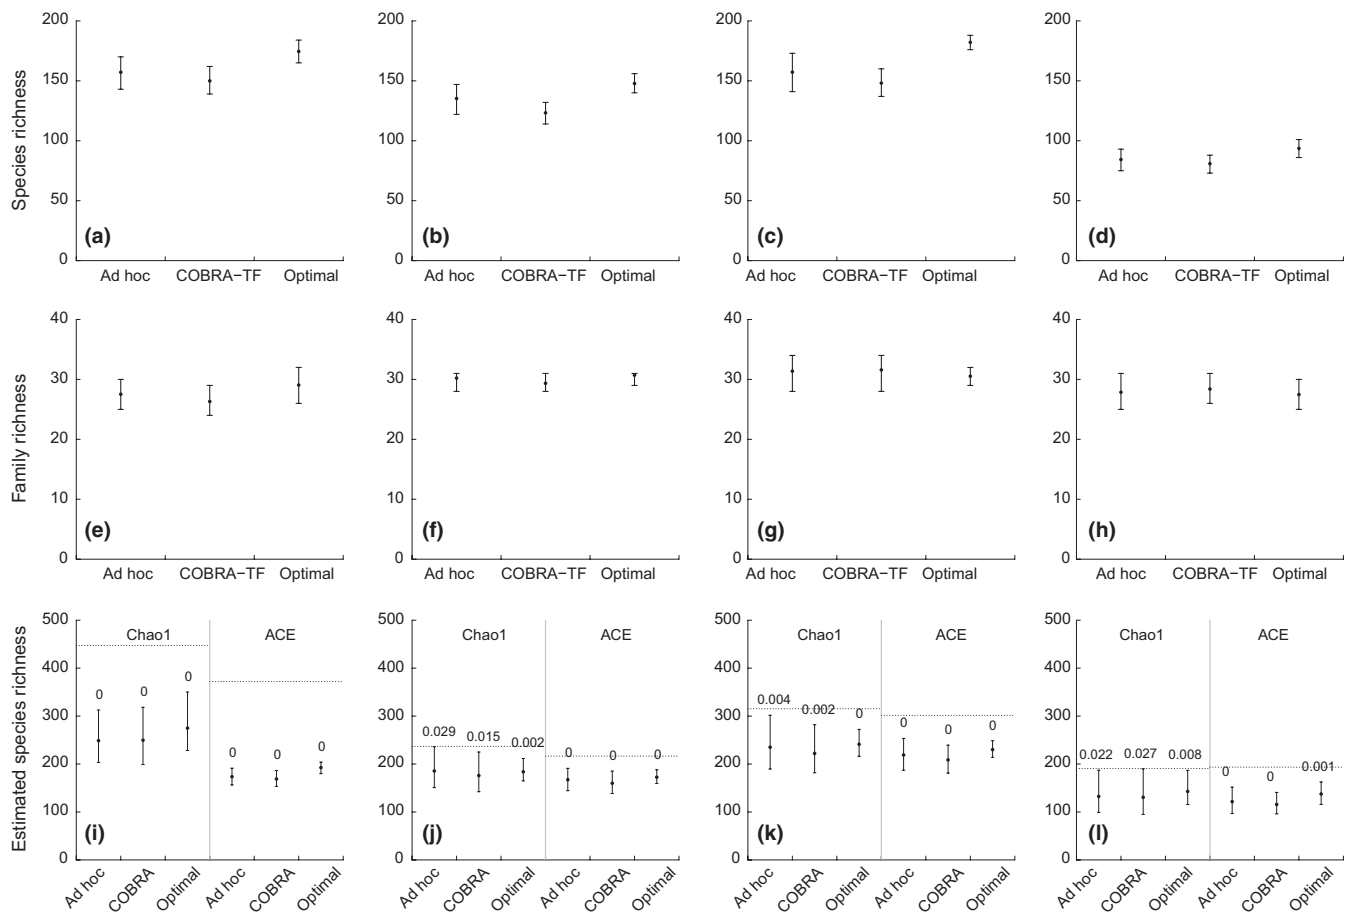 Species richness
200
150
100
50
0
(a)
Ad hoc COBRA−TF Optimal
200
150
100
50
0
(b)
Ad hoc COBRA−TF Optimal
200
150
100
50
0
(c)
Ad hoc COBRA−TF Optimal
200
150
100
50
0
(d)
Ad hoc COBRA−TF Optimal
Family richness
40
30
20
10
0
(e)
Ad hoc COBRA−TF Optimal
40
30
20
10
0
(f)
Ad hoc COBRA−TF Optimal
40
30
20
10
0
(g)
Ad hoc COBRA−TF Optimal
40
30
20
10
0
(h)
Ad hoc COBRA−TF Optimal
Estimated species richness
500
400
300
200
100
0
Chao1 ACE
0 0 0 0 0 0
(i)
Ad hoc COBRA Optimal Ad hoc COBRA Optimal
500
400
300
200
100
0
Chao1 ACE
0.029 0.015 0.002 0 0 0
(j)
Ad hoc COBRA Optimal Ad hoc COBRA Optimal
500
400
300
200
100
0
Chao1 ACE
0.004 0.002 0 0 0 0
(k)
Ad hoc COBRA Optimal Ad hoc COBRA Optimal
500
400
300
200
100
0
Chao1 ACE
0.022 0.027 0.008 0 0 0.001
(l)
Ad hoc COBRA Optimal Ad hoc COBRA Optimal